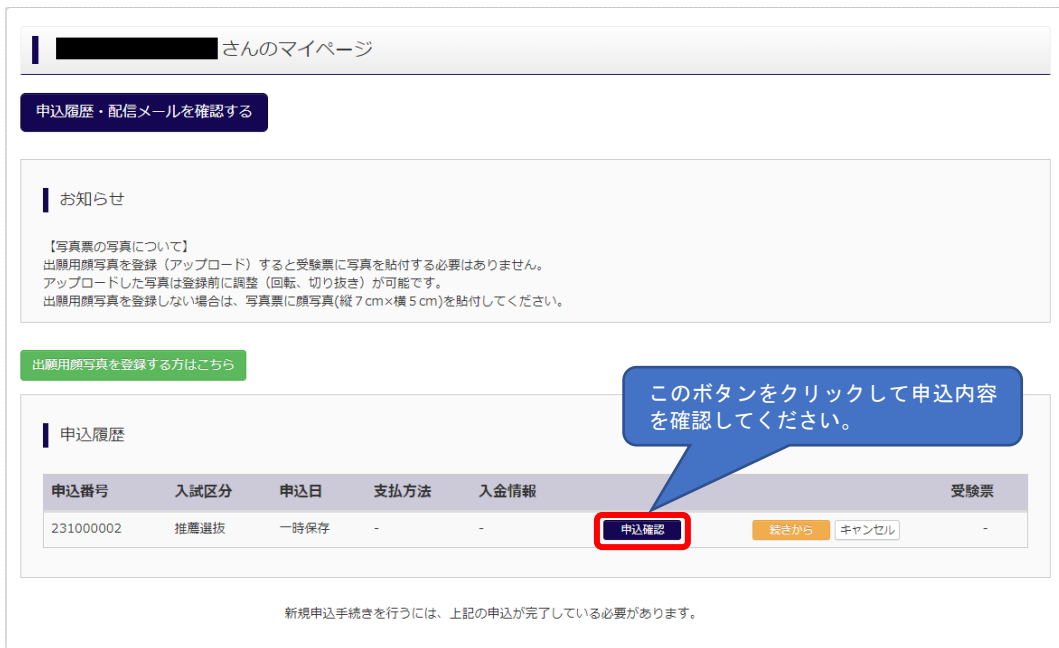 さんのマイページ
申込履歴・配信メールを確認する
お知らせ
【写真票の写真について】
出願用顔写真を登録（アップロード）すると受験票に写真を貼付する必要はありません。
アップロードした写真は登録前に調整（回転、切り抜き）が可能です。
出願用顔写真を登録しない場合は、写真票に顔写真(縦７cm×横５cm)を貼付してください。
出願用顔写真を登録する方はこちら
このボタンをクリックして申込内容
を確認してください。
申込履歴
申込番号 入試区分 申込日 支払方法 入金情報 受験票
231000002 推薦選抜 一時保存 - - 申込確認 続きから キャンセル -
新規申込手続きを行うには、上記の申込が完了している必要があります。